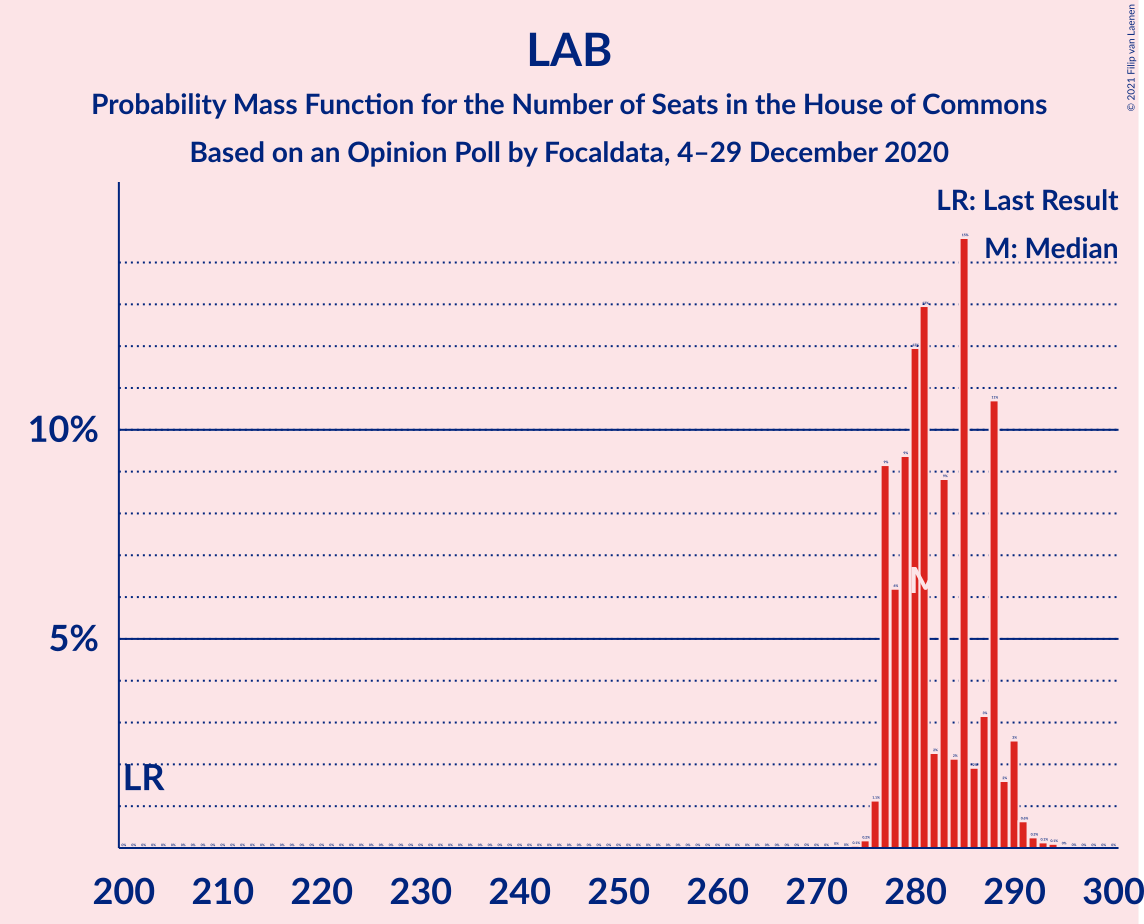 LAB
Probability Mass Function for the Number of Seats in the House of Commons
Based on an Opinion Poll by Focaldata, 4–29 December 2020
© 2021 Filip van Laenen
LR: Last Result
M: Median
10%
5%
LR
M
200 210 220 230 240 250 260 270 280 290 300